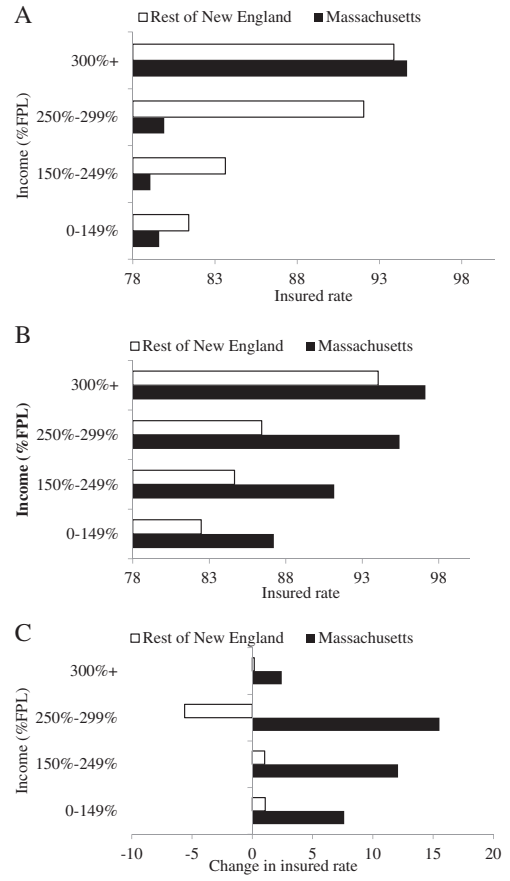 A
Rest of New England Massachusetts
300%+
250%-299%
150%-249%
0-149%
Income (%FPL)
78 83 88 93 98
Insured rate
B
Rest of New England Massachusetts
300%+
250%-299%
150%-249%
0-149%
Income (%FPL)
78 83 88 93 98
Insured rate
C
Rest of New England Massachusetts
300%+
250%-299%
150%-249%
0-149%
Income (%FPL)
-10 -5 0 5 10 15 20
Change in insured rate